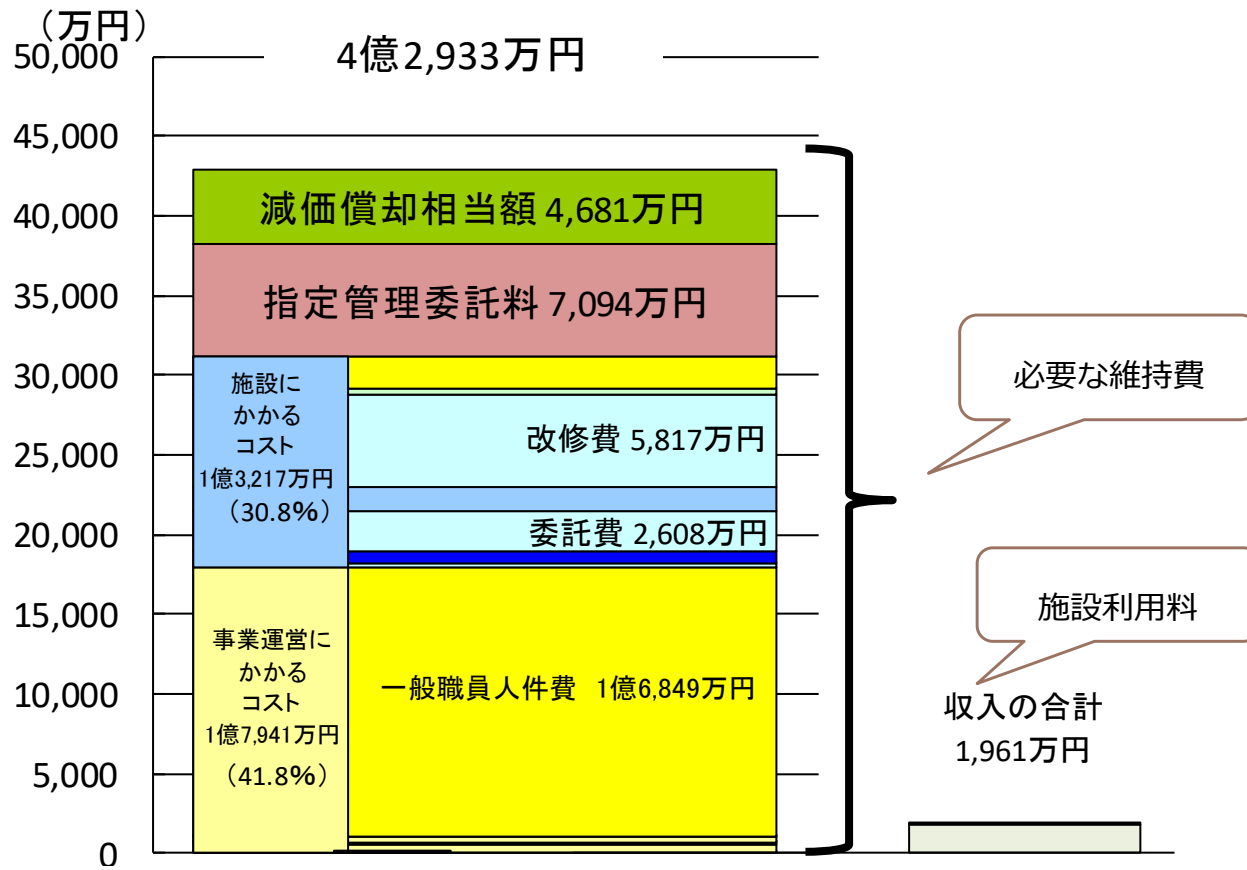 （万円）
4億2,933万円
50,000
45,000
40,000
35,000
30,000
25,000
20,000
15,000
10,000
5,000
0
減価償却相当額 4,681万円
指定管理委託料 7,094万円
施設に
かかる
コスト
1億3,217万円
（30.8%）
改修費 5,817万円
委託費 2,608万円
事業運営に
かかる
コスト
1億7,941万円
（41.8%）
一般職員人件費 1億6,849万円
必要な維持費
施設利用料
収入の合計
1,961万円